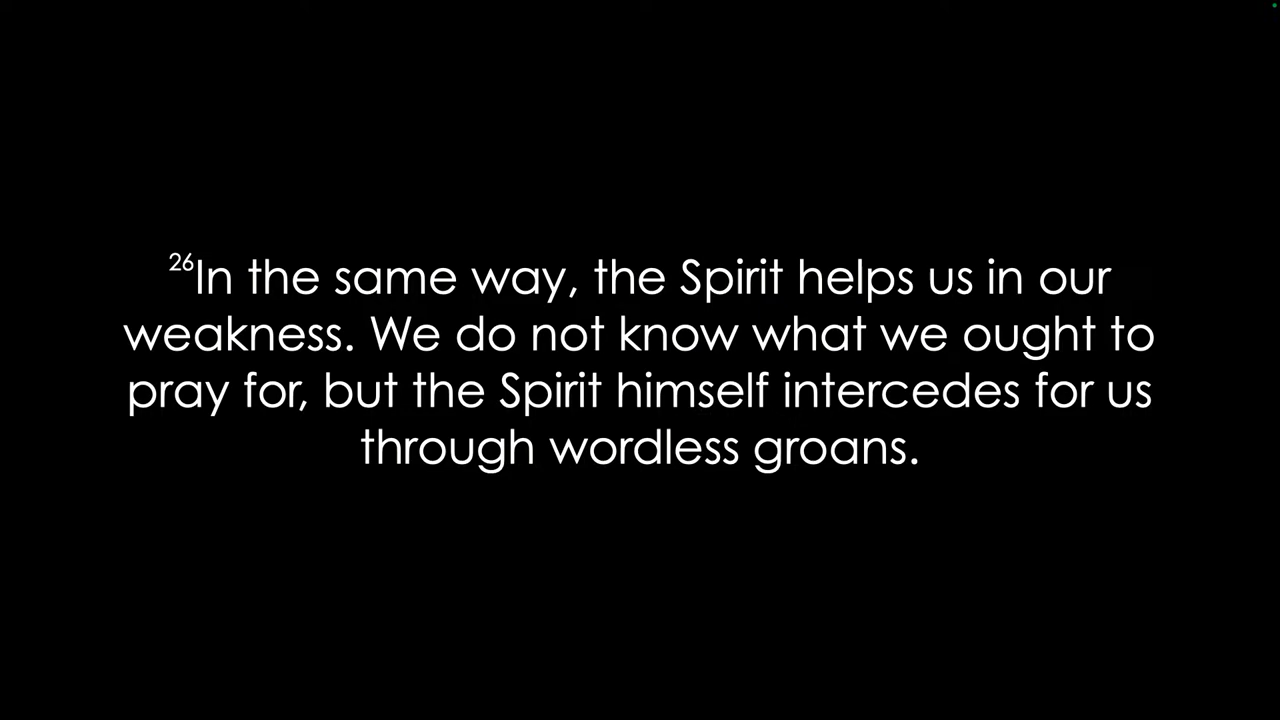 ²⁶In the same way, the Spirit helps us in our
weakness. We do not know what we ought to
pray for, but the Spirit himself intercedes for us
through wordless groans.